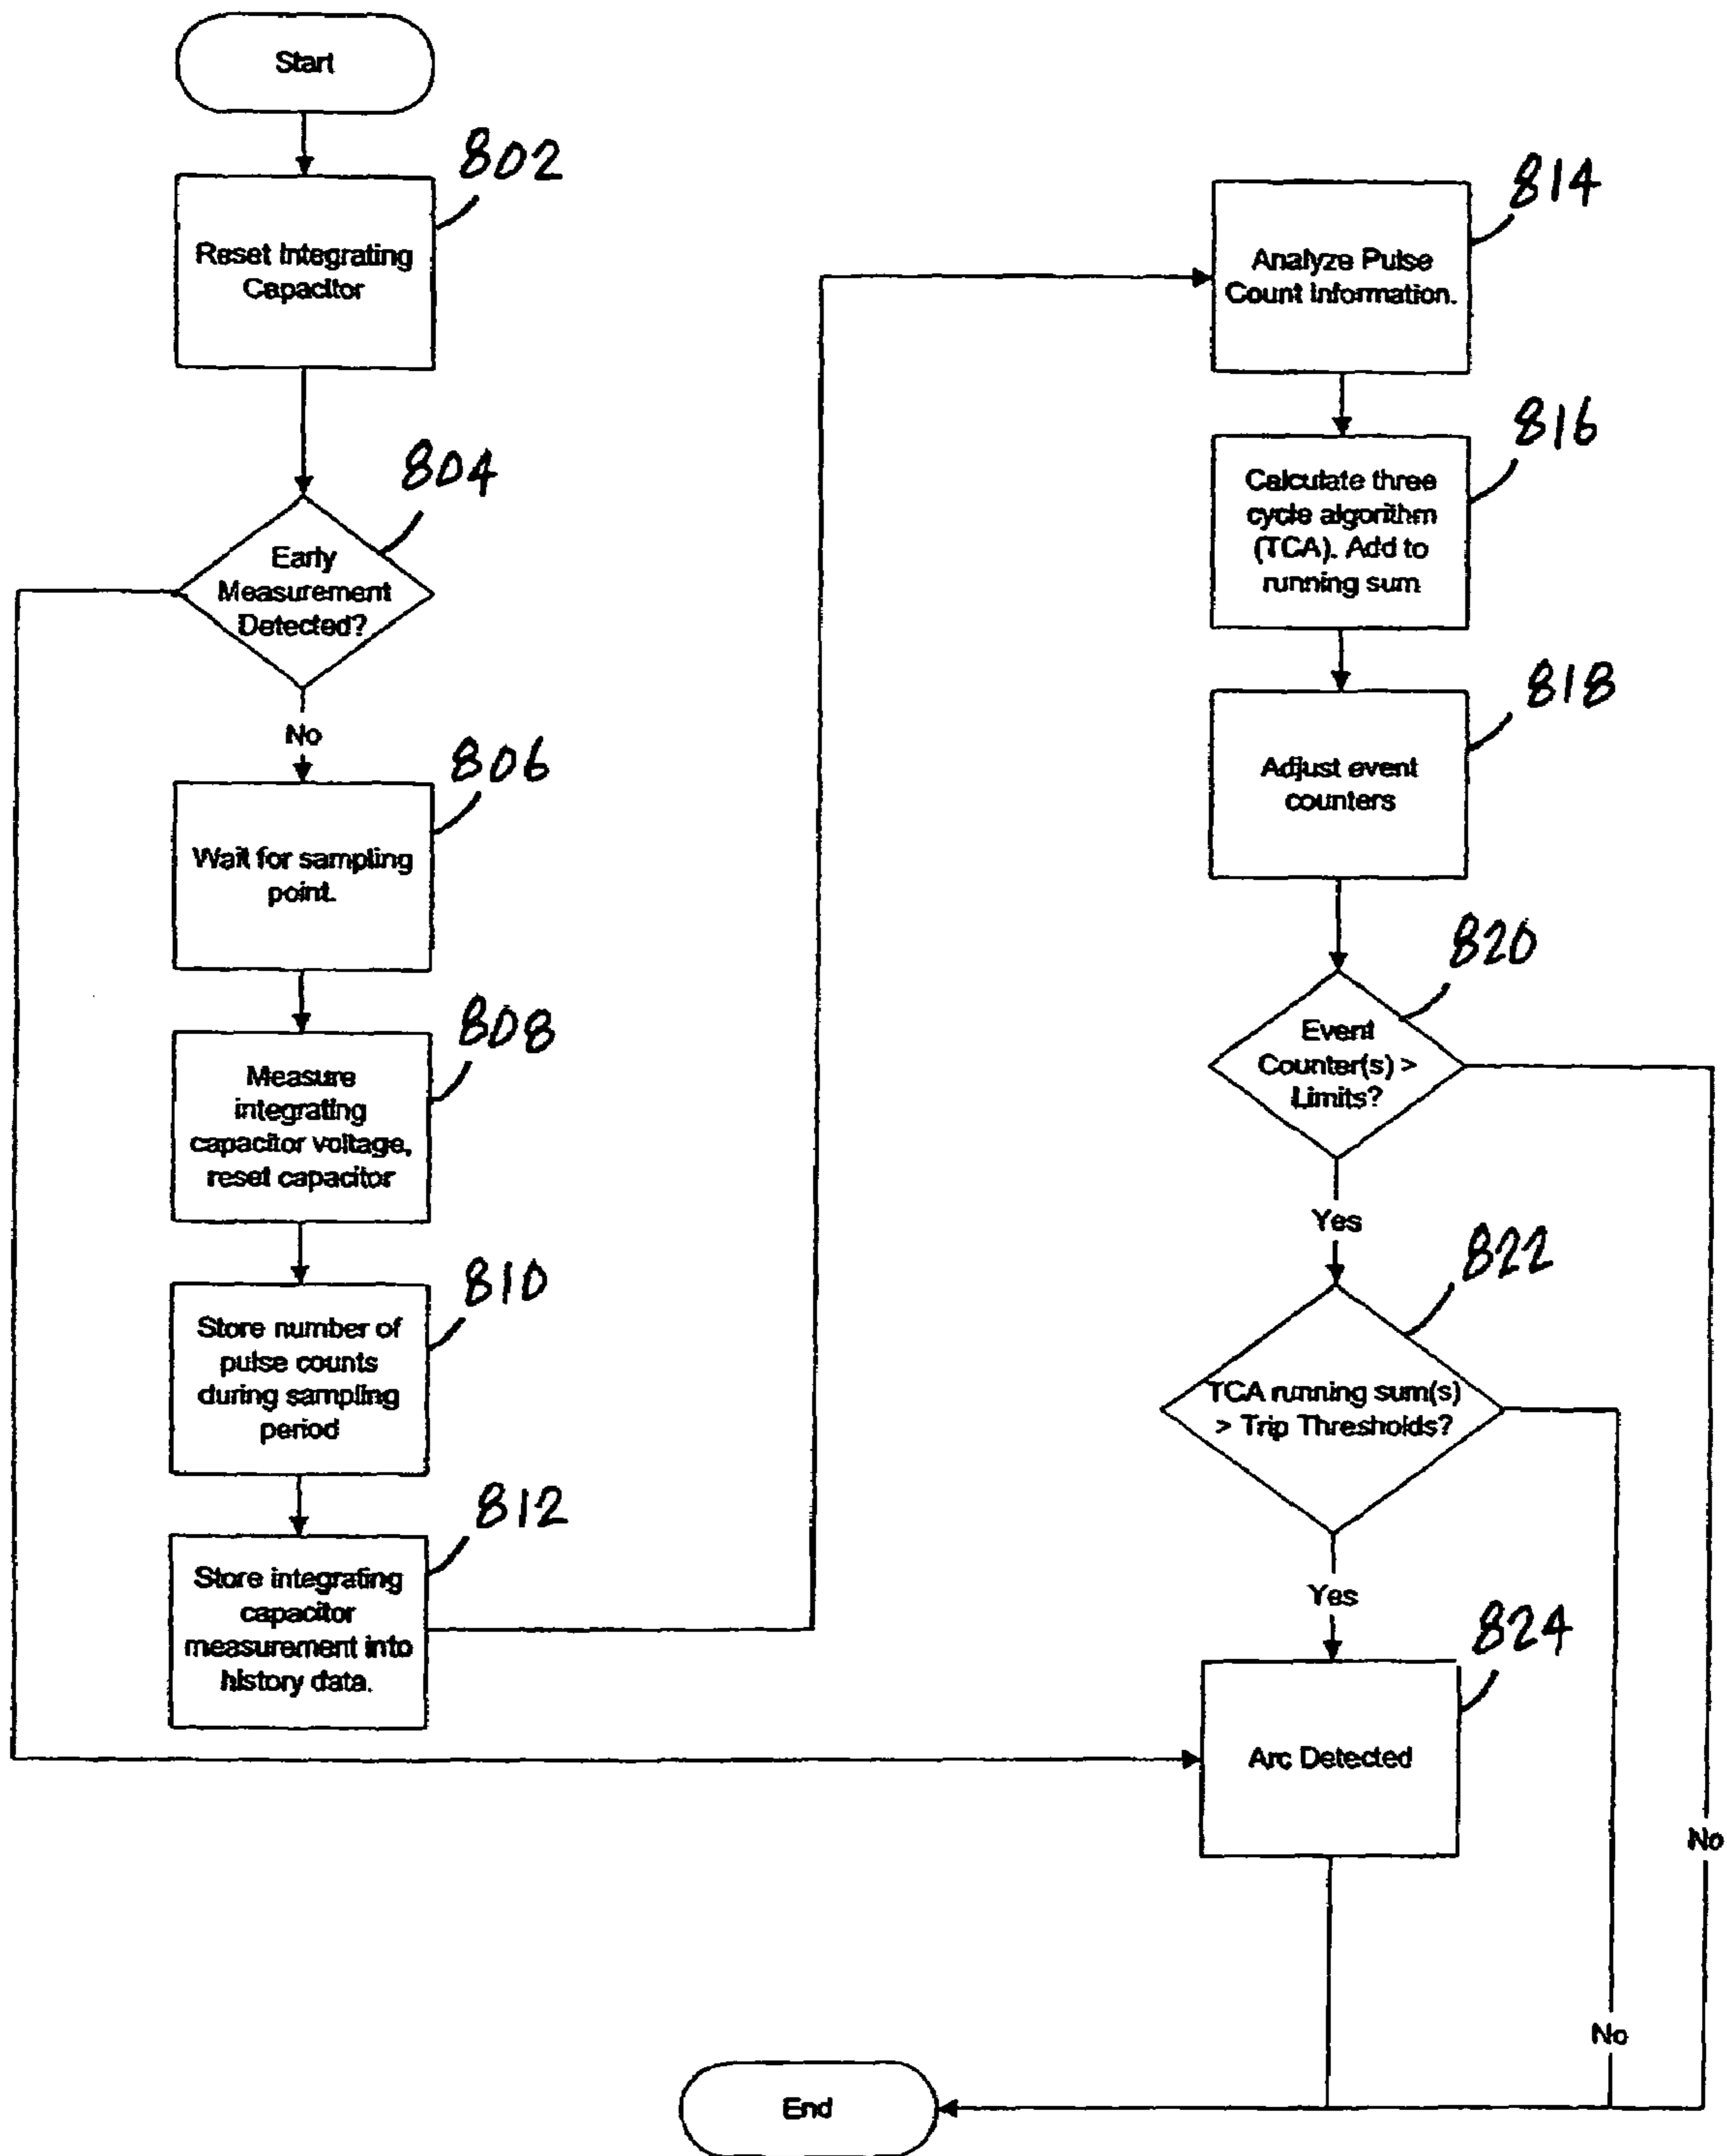 Start
802
Reset Integrating
Capacitor
804
Early
Measurement
Detected?
No
806
Wait for sampling
point.
808
Measure
integrating
capacitor voltage,
reset capacitor
810
Store number of
pulse counts
during sampling
period
812
Store integrating
capacitor
measurement into
history data.
814
Analyze Pulse
Count information.
816
Calculate three
cycle algorithm
(TCA). Add to
running sum
818
Adjust event
counters
820
Event
Counter(s) >
Limits?
Yes
822
TCA running sum(s)
> Trip Thresholds?
Yes
824
Arc Detected
No
No
End